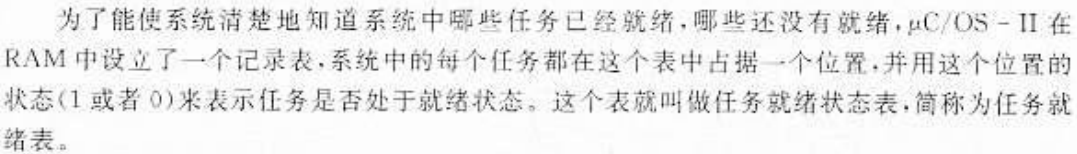 为了能使系统清楚地知道系统中哪些任务已经就绪,哪些还没有就绪,μC/OS-II 在
RAM 中设立了一个记录表,系统中的每个任务都在这个表中占据一个位置,并用这个位置的
状态(1 或者 0)来表示任务是否处于就绪状态。这个表就叫做任务就绪状态表,简称为任务就
绪表。